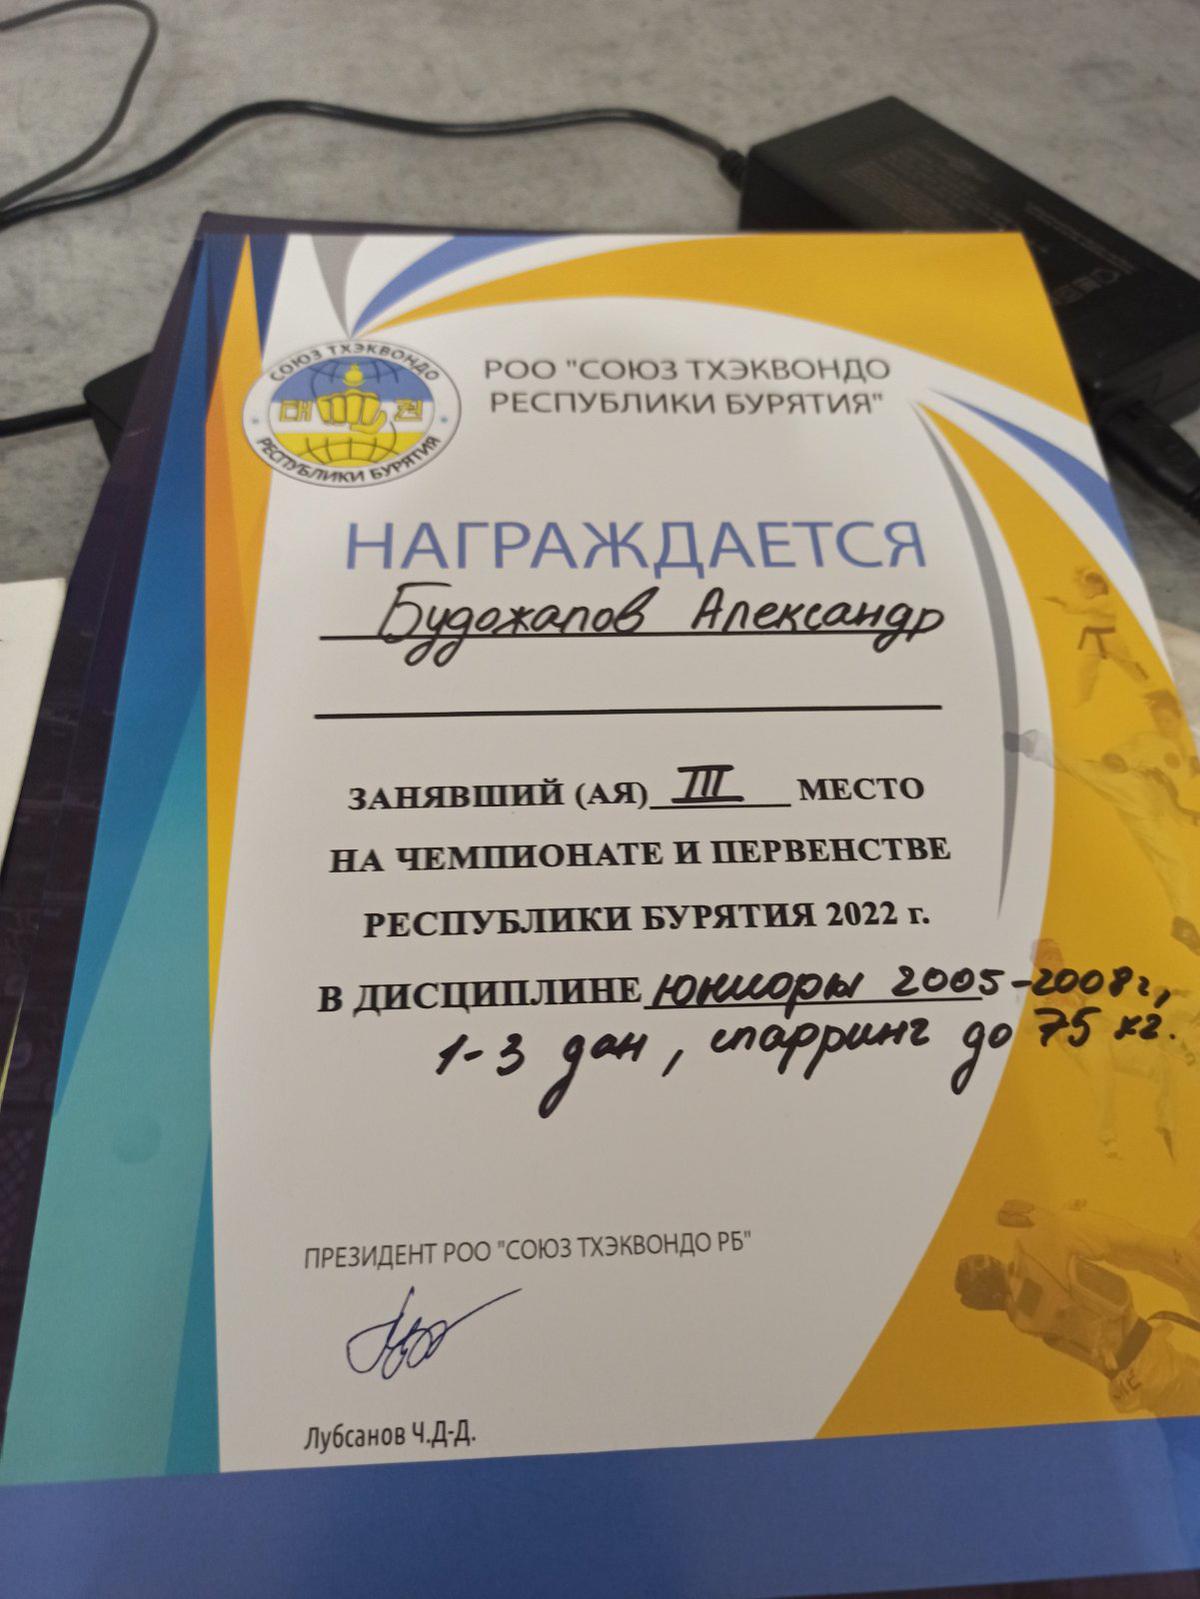 СОЮЗ ТХЭКВОНДО
РЕСПУБЛИКИ БУРЯТИЯ
РОО "СОЮЗ ТХЭКВОНДО
РЕСПУБЛИКИ БУРЯТИЯ"
НАГРАЖДАЕТСЯ
Будожапов Александр
ЗАНЯВШИЙ (АЯ) III МЕСТО
НА ЧЕМПИОНАТЕ И ПЕРВЕНСТВЕ
РЕСПУБЛИКИ БУРЯТИЯ 2022 г.
В ДИСЦИПЛИНЕ юниоры 2005-2008г,
1-3 дан, спарринг до 75 кг.
ПРЕЗИДЕНТ РОО "СОЮЗ ТХЭКВОНДО РБ"
Лубсанов Ч.Д-Д.